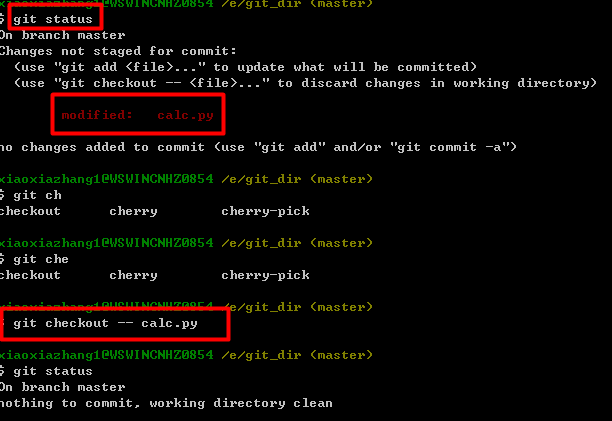 $ git status
On branch master
Changes not staged for commit:
(use "git add <file>..." to update what will be committed)
(use "git checkout -- <file>..." to discard changes in working directory)
modified: calc.py
no changes added to commit (use "git add" and/or "git commit -a")
xiaoxiazhang1@WSWINCNHZ0854 /e/git_dir (master)
$ git ch
checkout cherry cherry-pick
xiaoxiazhang1@WSWINCNHZ0854 /e/git_dir (master)
$ git che
checkout cherry cherry-pick
xiaoxiazhang1@WSWINCNHZ0854 /e/git_dir (master)
git checkout -- calc.py
xiaoxiazhang1@WSWINCNHZ0854 /e/git_dir (master)
$ git status
On branch master
nothing to commit, working directory clean